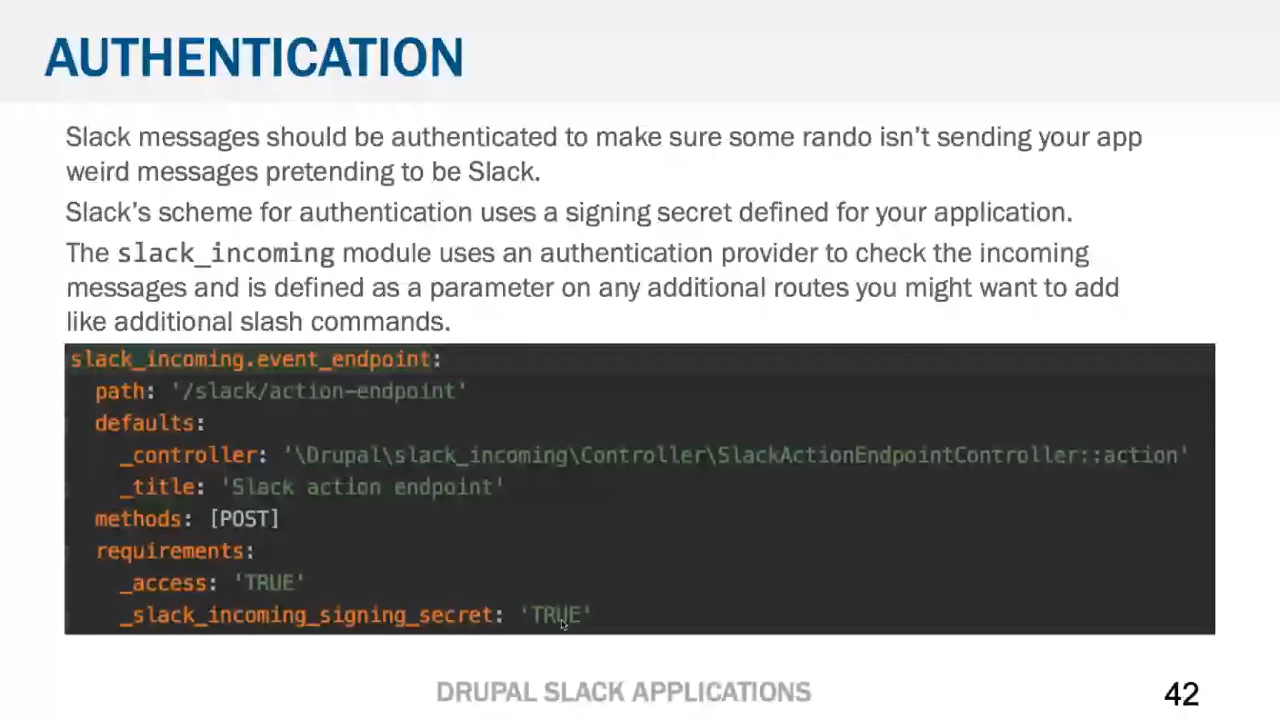 AUTHENTICATION
Slack messages should be authenticated to make sure some rando isn't sending your app
weird messages pretending to be Slack.
Slack's scheme for authentication uses a signing secret defined for your application.
The slack_incoming module uses an authentication provider to check the incoming
messages and is defined as a parameter on any additional routes you might want to add
like additional slash commands.
slack_incoming.event_endpoint:
  path: '/slack/action-endpoint'
  defaults:
    _controller: '\Drupal\slack_incoming\Controller\SlackActionEndpointController::action'
    _title: 'Slack action endpoint'
  methods: [POST]
  requirements:
    _access: 'TRUE'
    _slack_incoming_signing_secret: 'TRUE'
DRUPAL SLACK APPLICATIONS
42